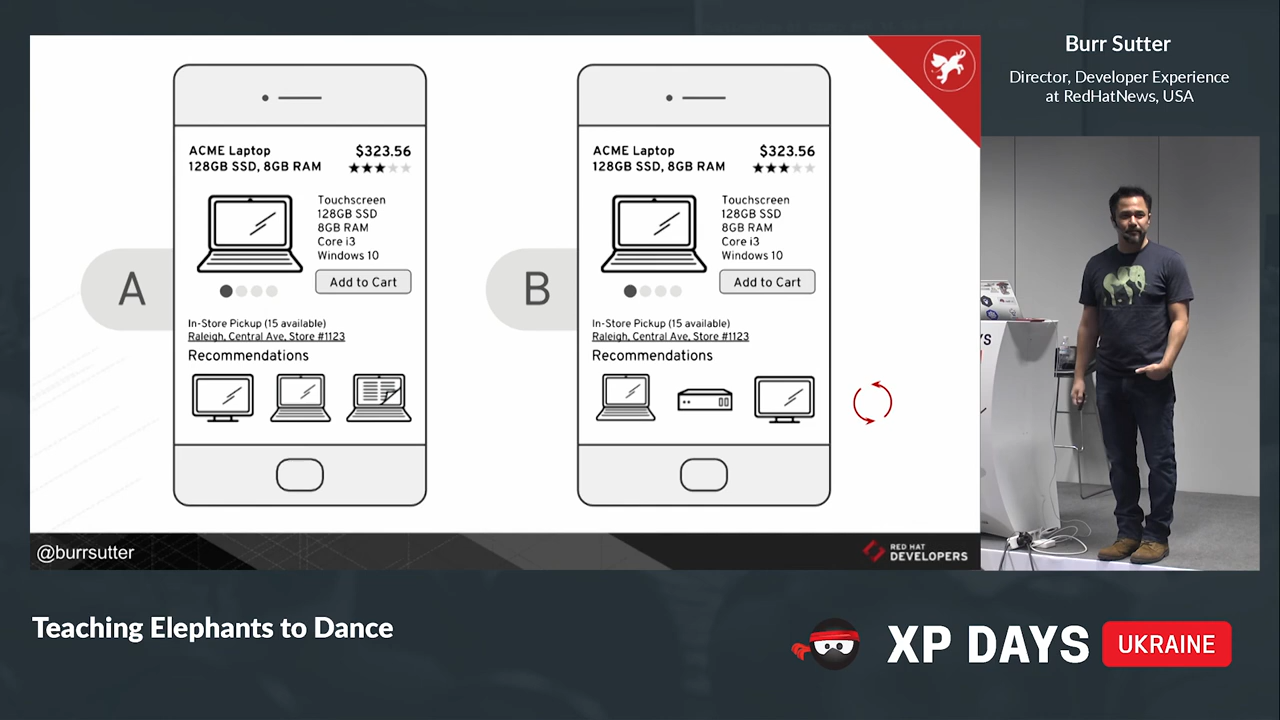 Burr Sutter
Director, Developer Experience
at RedHatNews, USA
A
ACME Laptop
128GB SSD, 8GB RAM
$323.56
Touchscreen
128GB SSD
8GB RAM
Core i3
Windows 10
Add to Cart
In-Store Pickup (15 available)
Raleigh, Central Ave, Store #1123
Recommendations
B
ACME Laptop
128GB SSD, 8GB RAM
$323.56
Touchscreen
128GB SSD
8GB RAM
Core i3
Windows 10
Add to Cart
In-Store Pickup (15 available)
Raleigh, Central Ave, Store #1123
Recommendations
@burrsutter
RED HAT
DEVELOPERS
YS
Teaching Elephants to Dance
XP DAYS
UKRAINE